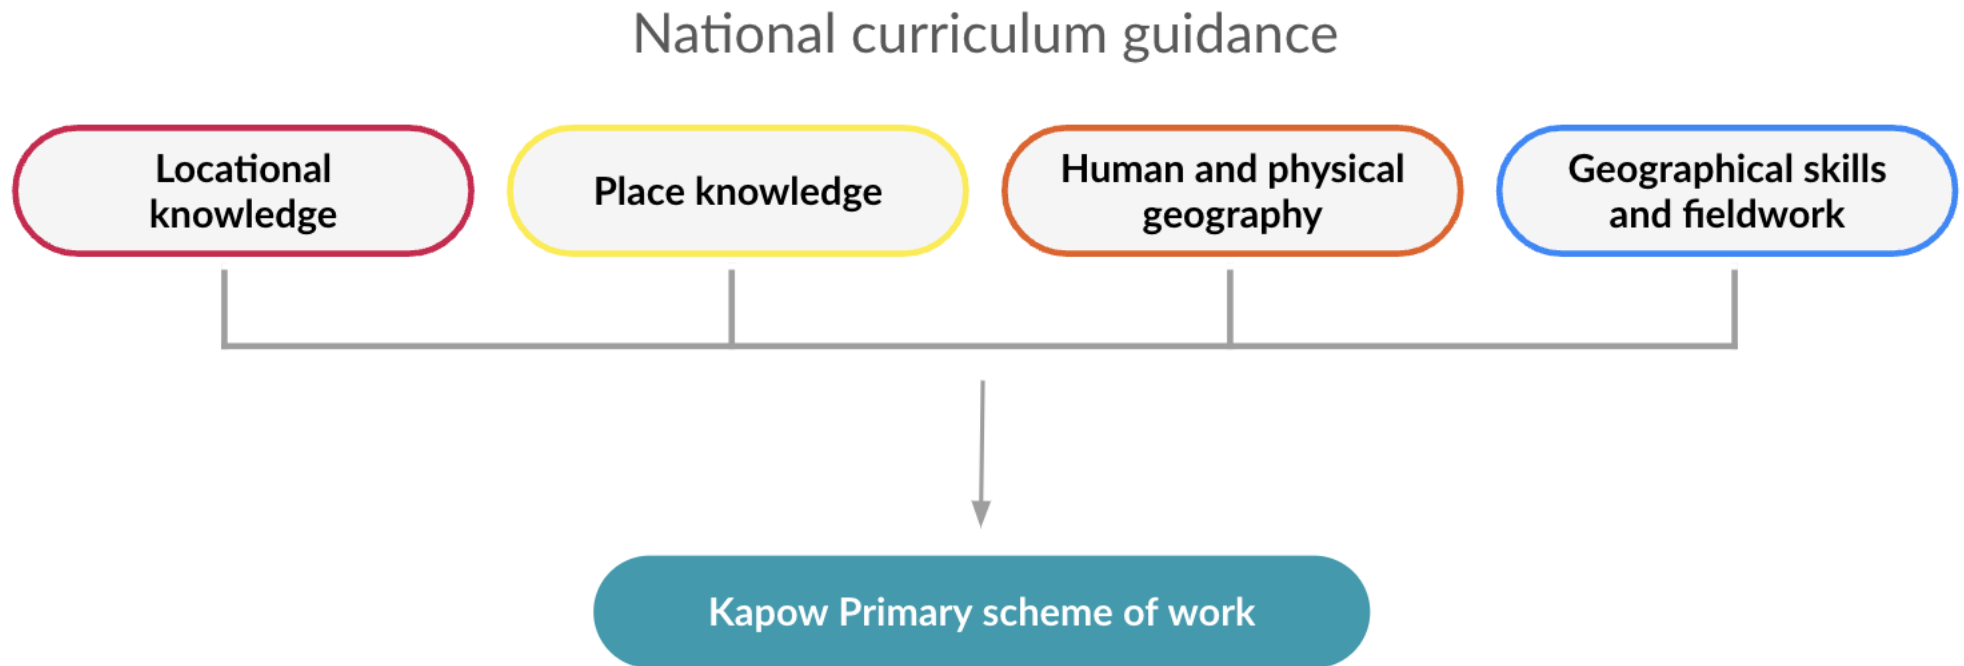 National curriculum guidance
Locational
knowledge
Place knowledge
Human and physical
geography
Geographical skills
and fieldwork
Kapow Primary scheme of work